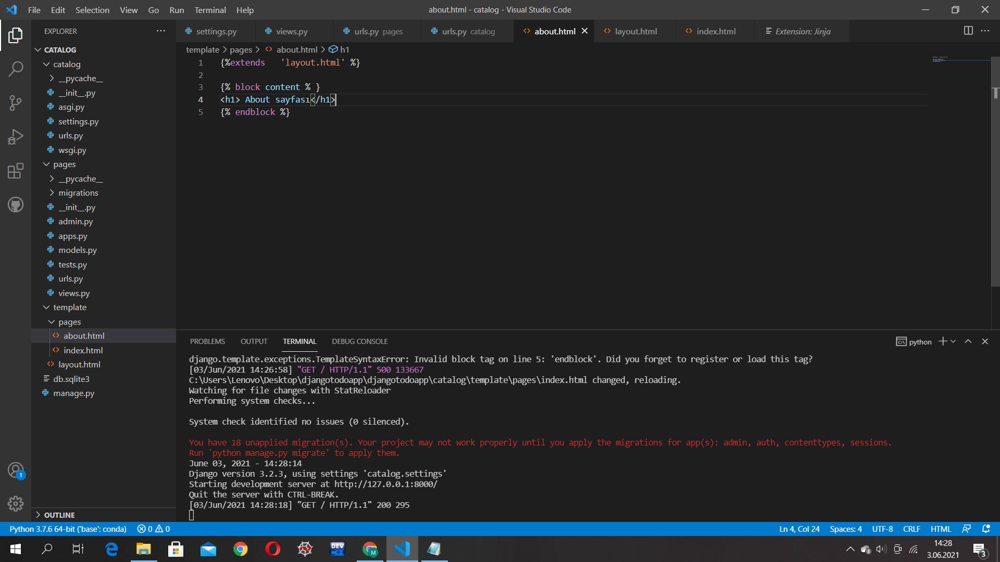 File Edit Selection View Go Run Terminal Help
about.html - catalog - Visual Studio Code
EXPLORER
settings.py
views.py
urls.py pages
urls.py catalog
about.html
layout.html
index.html
Extension: Jinja
CATALOG
catalog
__pycache__
__init__.py
asgi.py
settings.py
urls.py
wsgi.py
pages
__pycache__
migrations
__init__.py
admin.py
apps.py
models.py
tests.py
urls.py
views.py
template
pages
about.html
index.html
layout.html
db.sqlite3
manage.py
OUTLINE
template > pages > about.html > h1
1 {%extends 'layout.html' %}
2
3 {% block content % }
4 <h1> About sayfası</h1>
5 {% endblock %}
PROBLEMS OUTPUT TERMINAL DEBUG CONSOLE
python
django.template.exceptions.TemplateSyntaxError: Invalid block tag on line 5: 'endblock'. Did you forget to register or load this tag?
[03/Jun/2021 14:26:58] "GET / HTTP/1.1" 500 133667
C:\Users\Lenovo\Desktop\djangotodoapp\djangotodoapp\catalog\template\pages\index.html changed, reloading.
Watching for file changes with StatReloader
Performing system checks...
System check identified no issues (0 silenced).
You have 18 unapplied migration(s). Your project may not work properly until you apply the migrations for app(s): admin, auth, contenttypes, sessions.
Run 'python manage.py migrate' to apply them.
June 03, 2021 - 14:28:14
Django version 3.2.3, using settings 'catalog.settings'
Starting development server at http://127.0.0.1:8000/
Quit the server with CTRL-BREAK.
[03/Jun/2021 14:28:18] "GET / HTTP/1.1" 200 295
1
Python 3.7.6 64-bit ('base': conda) 0 0
Ln 4, Col 24 Spaces: 4 UTF-8 CRLF HTML
DEV
M
14:28
3.06.2021
3